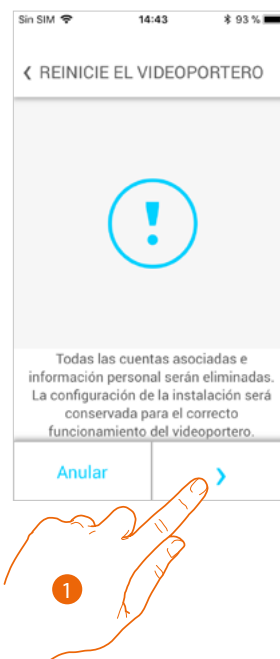 Sin SIM 14:43 93 %
REINICIE EL VIDEOPORTERO
Todas las cuentas asociadas e
información personal serán eliminadas.
La configuración de la instalación será
conservada para el correcto
funcionamiento del videoportero.
Anular
1